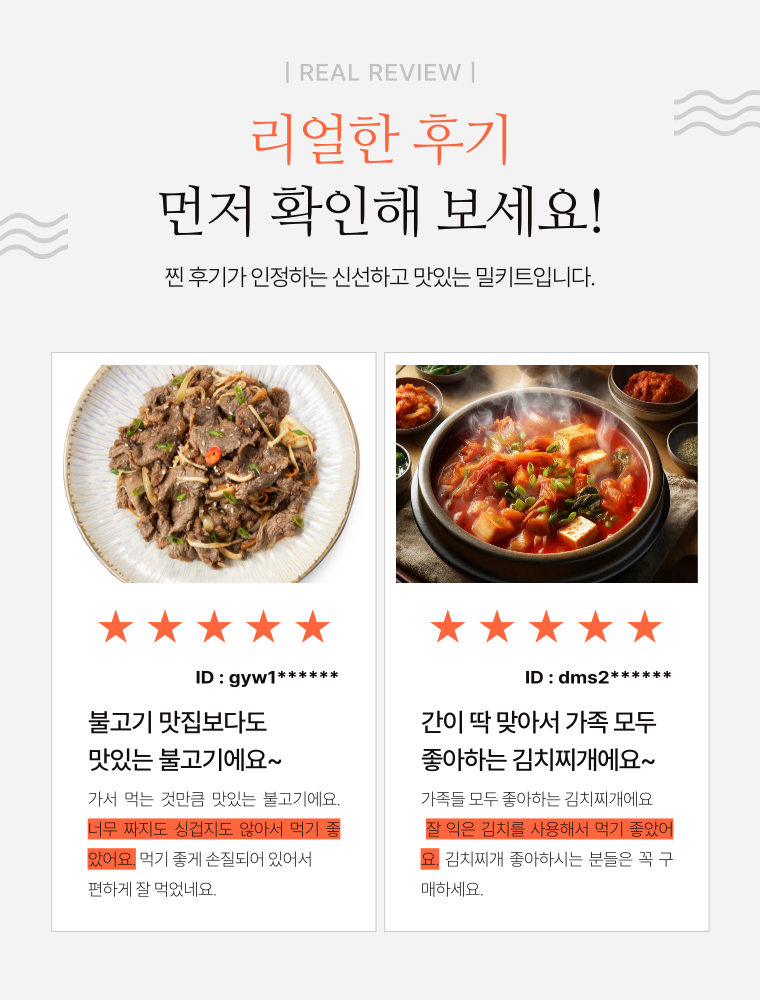 | REAL REVIEW |
리얼한 후기
먼저 확인해 보세요!
찐 후기가 인정하는 신선하고 맛있는 밀키트입니다.
ID : gyw1******
불고기 맛집보다도
맛있는 불고기에요~
가서 먹는 것만큼 맛있는 불고기에요.
너무 짜지도 싱겁지도 않아서 먹기 좋
았어요. 먹기 좋게 손질되어 있어서
편하게 잘 먹었네요.
ID : dms2******
간이 딱 맞아서 가족 모두
좋아하는 김치찌개에요~
가족들 모두 좋아하는 김치찌개에요
잘 익은 김치를 사용해서 먹기 좋았어
요. 김치찌개 좋아하시는 분들은 꼭 구
매하세요.